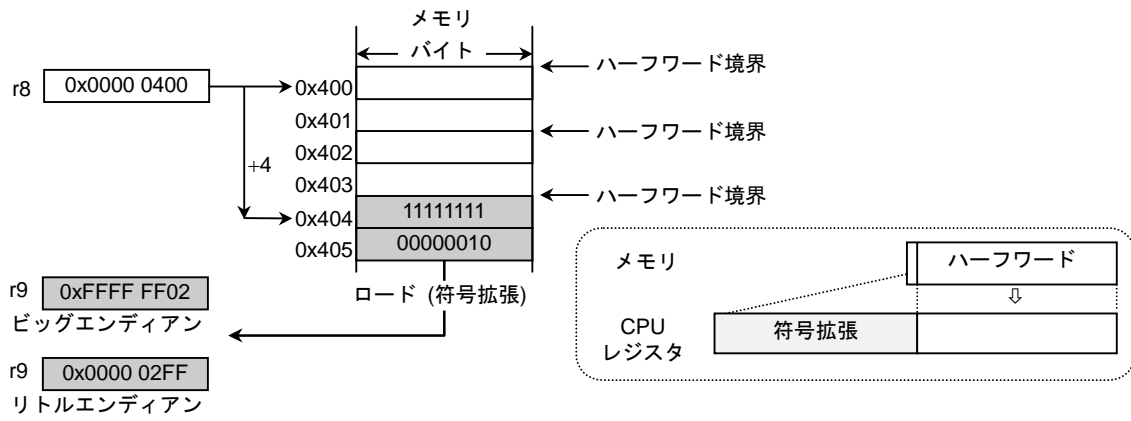 メモリ
バイト
ハーフワード境界
r8 0x0000 0400
0x400
0x401
ハーフワード境界
0x402
+4
0x403
ハーフワード境界
0x404 11111111
0x405 00000010
ロード (符号拡張)
r9 0xFFFF FF02
ビッグエンディアン
r9 0x0000 02FF
リトルエンディアン
メモリ ハーフワード
⇩
CPU
レジスタ
符号拡張